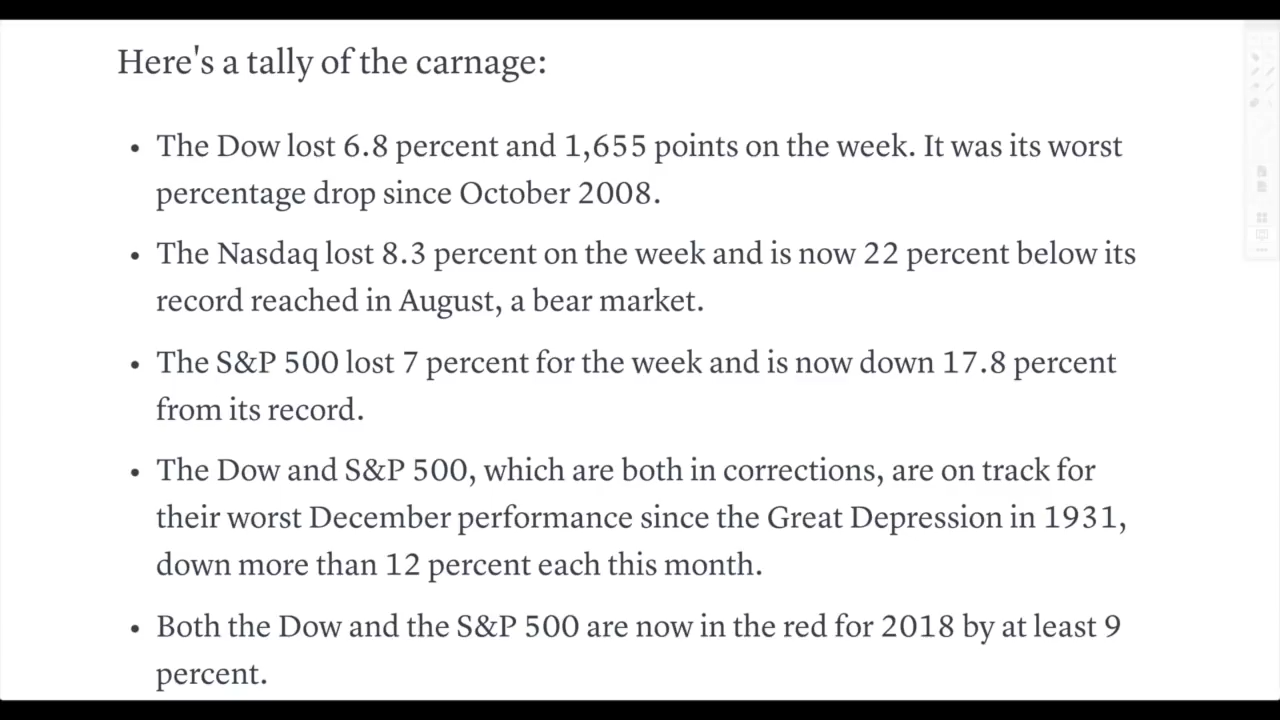 Here's a tally of the carnage:
• The Dow lost 6.8 percent and 1,655 points on the week. It was its worst
percentage drop since October 2008.
• The Nasdaq lost 8.3 percent on the week and is now 22 percent below its
record reached in August, a bear market.
• The S&P 500 lost 7 percent for the week and is now down 17.8 percent
from its record.
• The Dow and S&P 500, which are both in corrections, are on track for
their worst December performance since the Great Depression in 1931,
down more than 12 percent each this month.
• Both the Dow and the S&P 500 are now in the red for 2018 by at least 9
percent.